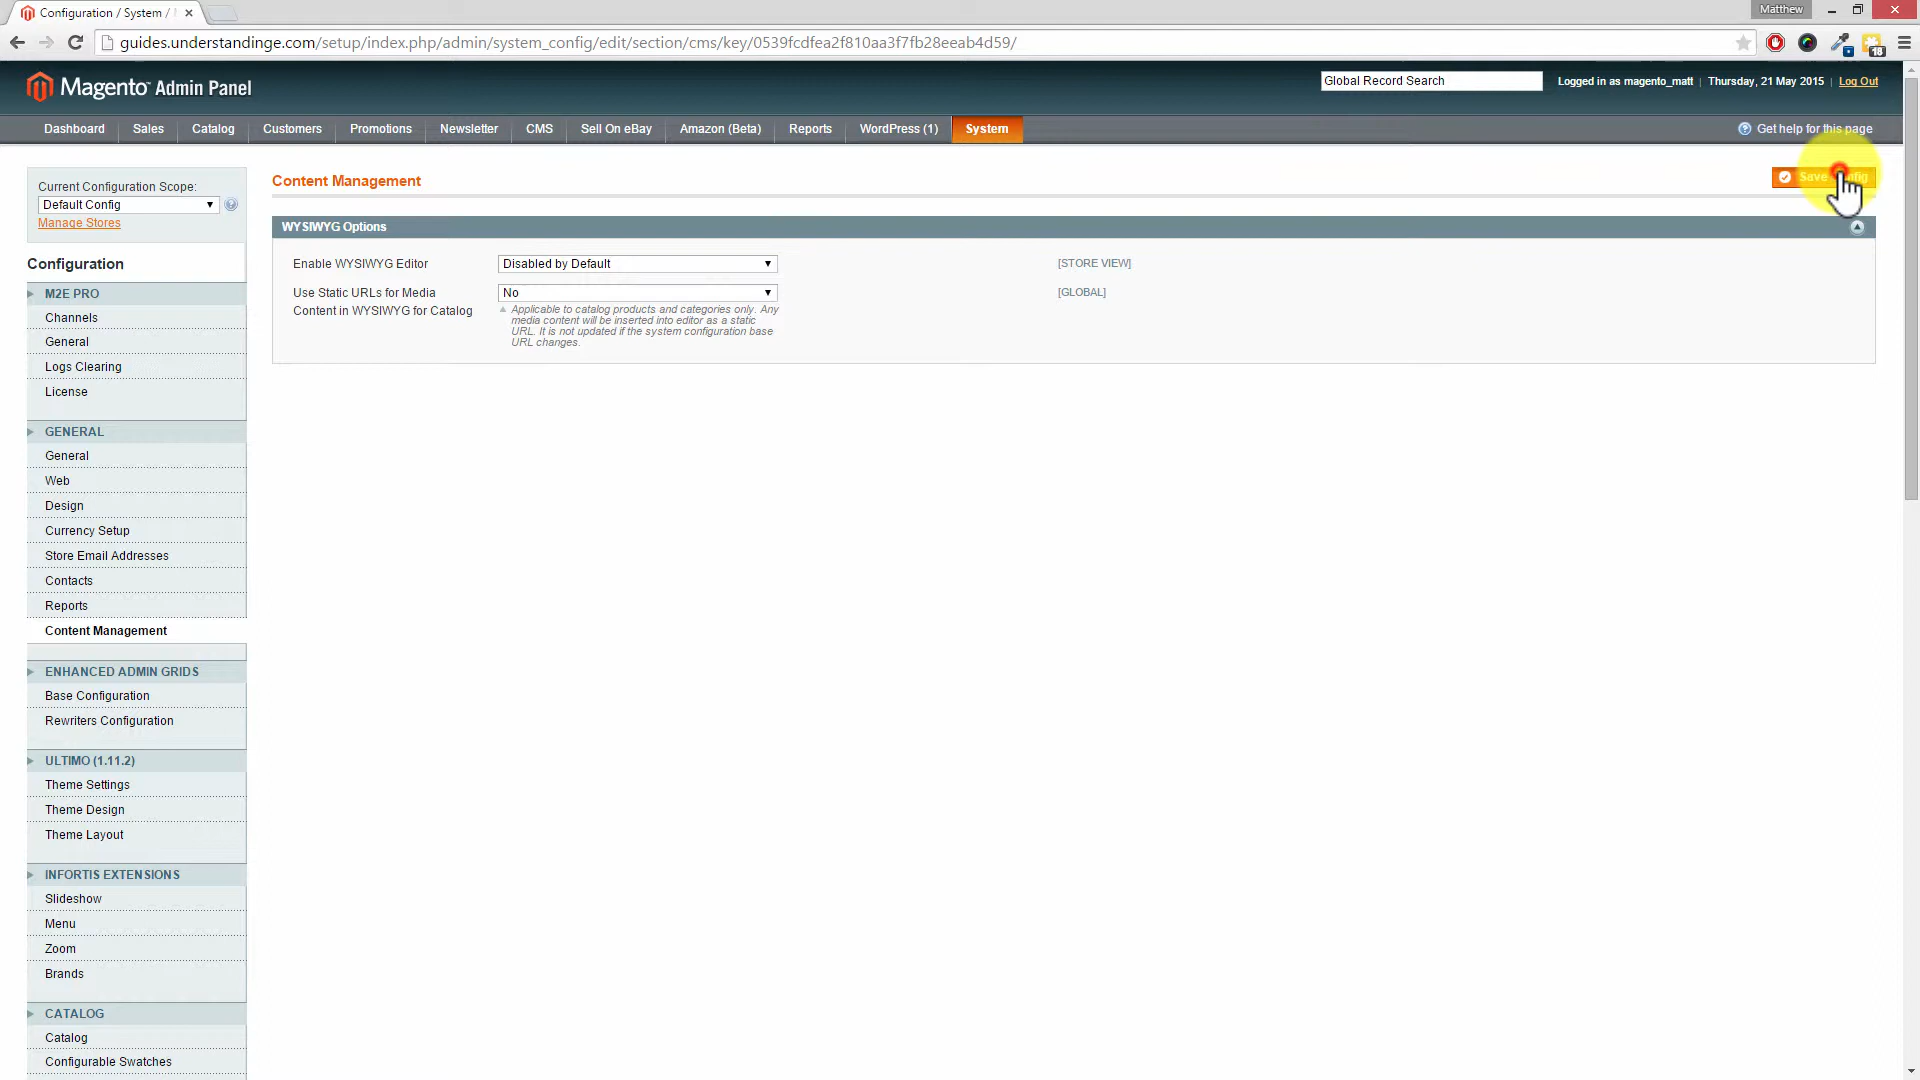 Configuration / System /
Matthew
guides.understandinge.com/setup/index.php/admin/system_config/edit/section/cms/key/0539fcdfea2f810aa3f7fb28eeab4d59/
18
Magento Admin Panel
Global Record Search
Logged in as magento_matt | Thursday, 21 May 2015 | Log Out
Dashboard Sales Catalog Customers Promotions Newsletter CMS Sell On eBay Amazon (Beta) Reports WordPress (1) System
Get help for this page
Current Configuration Scope:
Default Config
Manage Stores
Configuration
M2E PRO
Channels
General
Logs Clearing
License
GENERAL
General
Web
Design
Currency Setup
Store Email Addresses
Contacts
Reports
Content Management
ENHANCED ADMIN GRIDS
Base Configuration
Rewriters Configuration
ULTIMO (1.11.2)
Theme Settings
Theme Design
Theme Layout
INFORTIS EXTENSIONS
Slideshow
Menu
Zoom
Brands
CATALOG
Catalog
Configurable Swatches
Content Management
Save
WYSIWYG Options
Enable WYSIWYG Editor
Disabled by Default
[STORE VIEW]
Use Static URLs for Media
Content in WYSIWYG for Catalog
No
[GLOBAL]
Applicable to catalog products and categories only. Any
media content will be inserted into editor as a static
URL. It is not updated if the system configuration base
URL changes.